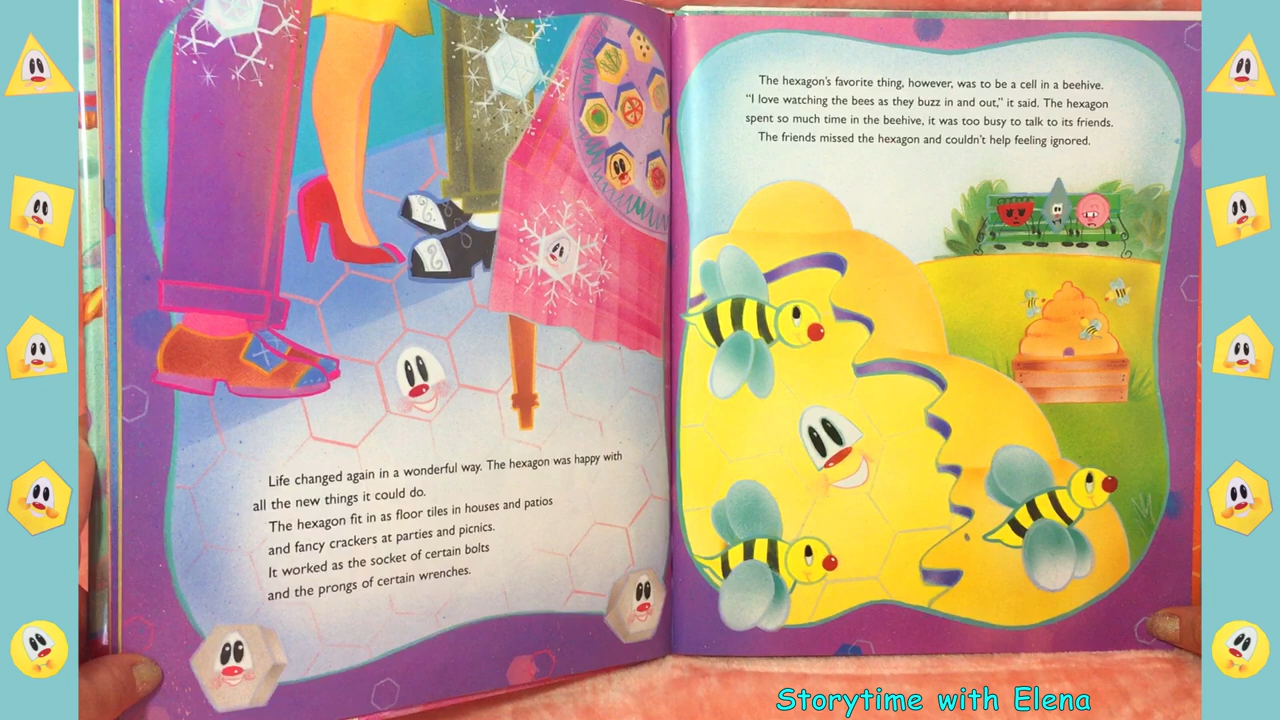 Life changed again in a wonderful way. The hexagon was happy with
all the new things it could do.
The hexagon fit in as floor tiles in houses and patios
and fancy crackers at parties and picnics.
It worked as the socket of certain bolts
and the prongs of certain wrenches.
The hexagon's favorite thing, however, was to be a cell in a beehive.
“I love watching the bees as they buzz in and out,” it said. The hexagon
spent so much time in the beehive, it was too busy to talk to its friends.
The friends missed the hexagon and couldn't help feeling ignored.
Storytime with Elena